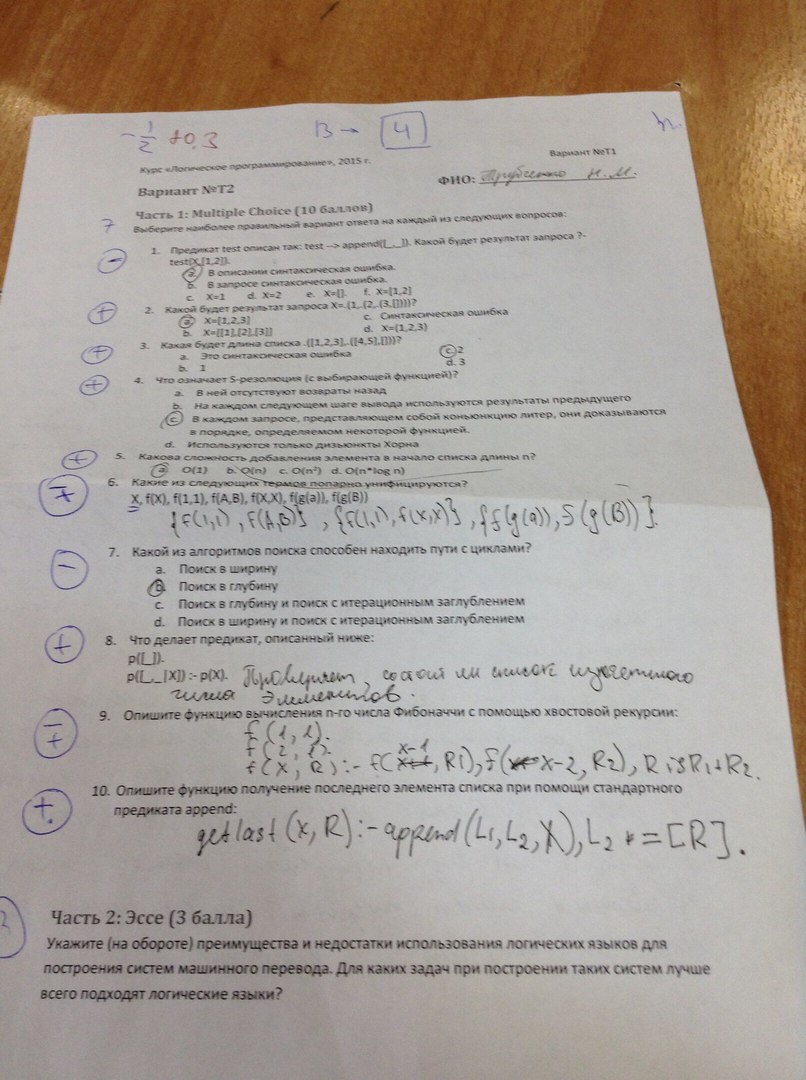 -1/2 +0,3 B → 4
Курс «Логическое программирование», 2015 г. Вариант №Т1
Вариант №Т2 ФИО: Н. М.
Часть 1: Multiple Choice (10 баллов)
7 Выберите наиболее правильный вариант ответа на каждый из следующих вопросов:
− 1. Предикат test описан так: test --> append([_,_]). Какой будет результат запроса ?-
test(X,[1,2]).
a. В описании синтаксическая ошибка.
b. В запросе синтаксическая ошибка.
c. X=1 d. X=2 e. X=[]. f. X=[1,2]
+ 2. Какой будет результат запроса X=.(1,.(2,.(3,[])))?
a. X=[1,2,3] c. Синтаксическая ошибка
b. X=[[1],[2],[3]] d. X=(1,2,3)
+ 3. Какая будет длина списка .([1,2,3],.([4,5],[]))?
a. Это синтаксическая ошибка c. 2
b. 1 d. 3
+ 4. Что означает S-резолюция (с выбирающей функцией)?
a. В ней отсутствуют возвраты назад
b. На каждом следующем шаге вывода используются результаты предыдущего
c. В каждом запросе, представляющем собой коньюнкцию литер, они доказываются
в порядке, определяемом некоторой функцией.
d. Используются только дизъюнкты Хорна
+ 5. Какова сложность добавления элемента в начало списка длины n?
a. O(1) b. O(n) c. O(n²) d. O(n*log n)
+ 6. Какие из следующих термов попарно унифицируются?
X, f(X), f(1,1), f(A,B), f(X,X), f(g(a)), f(g(B))
{f(1,1), f(A,B)}, {f(1,1), f(X,X)}, {f(g(a)), f(g(B))}.
− 7. Какой из алгоритмов поиска способен находить пути с циклами?
a. Поиск в ширину
B. Поиск в глубину
c. Поиск в глубину и поиск с итерационным заглублением
d. Поиск в ширину и поиск с итерационным заглублением
+ 8. Что делает предикат, описанный ниже:
p([_]).
p([_,_|X]) :- p(X). Проверяет, состоит ли список из нечетного
числа элементов.
∓ 9. Опишите функцию вычисления n-го числа Фибоначчи с помощью хвостовой рекурсии:
f(1,1).
f(2,1).
f(X,R):- f(X-1, R1), f(X-2, R2), R is R1+R2.
+. 10. Опишите функцию получение последнего элемента списка при помощи стандартного
предиката append:
getlast(X,R):-append(L1,L2,X),L2 = [R].
Часть 2: Эссе (3 балла)
Укажите (на обороте) преимущества и недостатки использования логических языков для
построения систем машинного перевода. Для каких задач при построении таких систем лучше
всего подходят логические языки?